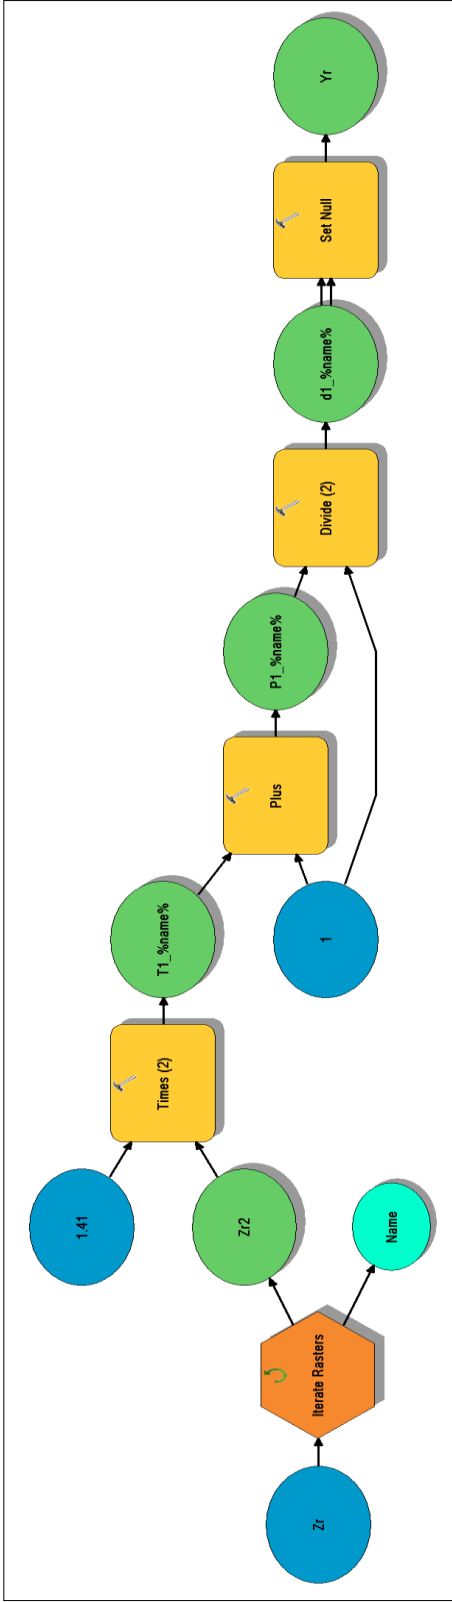 Zr
Iterate Rasters
Name
Zr2
1.41
Times (2)
T1_%name%
1
Plus
P1_%name%
Divide (2)
d1_%name%
Set Null
Yr